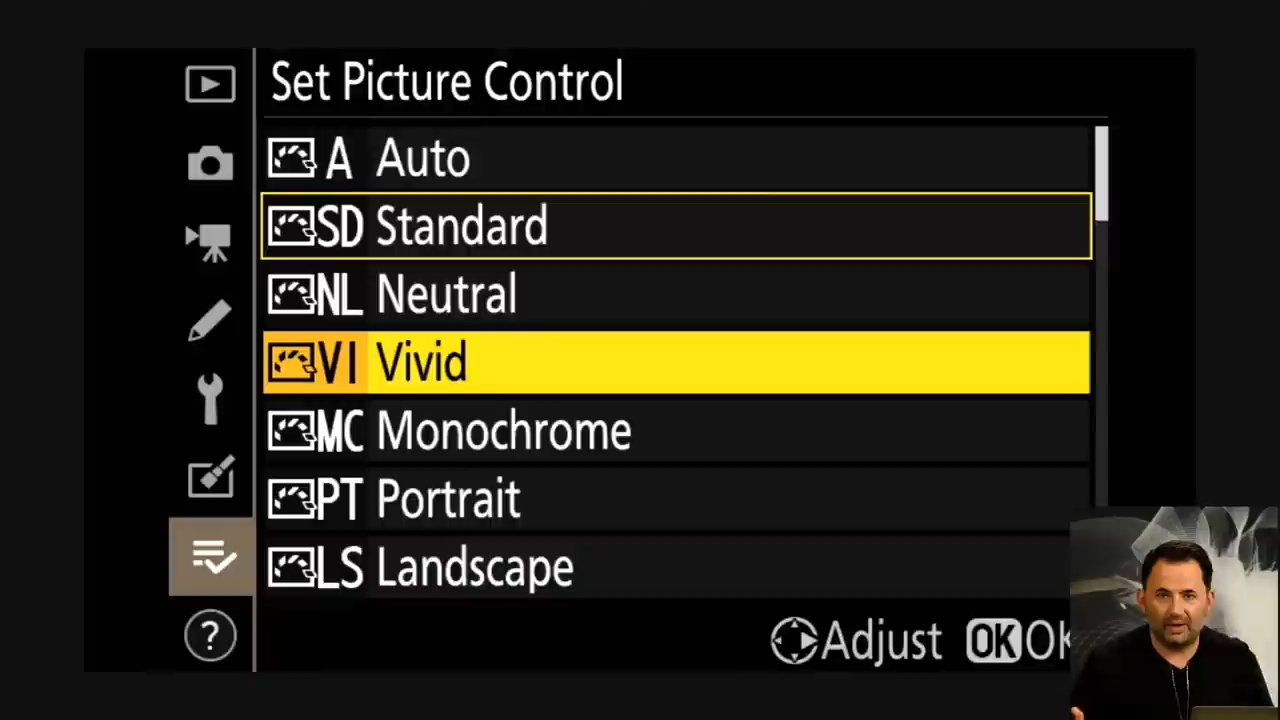 Set Picture Control
A Auto
SD Standard
NL Neutral
VI Vivid
MC Monochrome
PT Portrait
LS Landscape
? Adjust OK OK